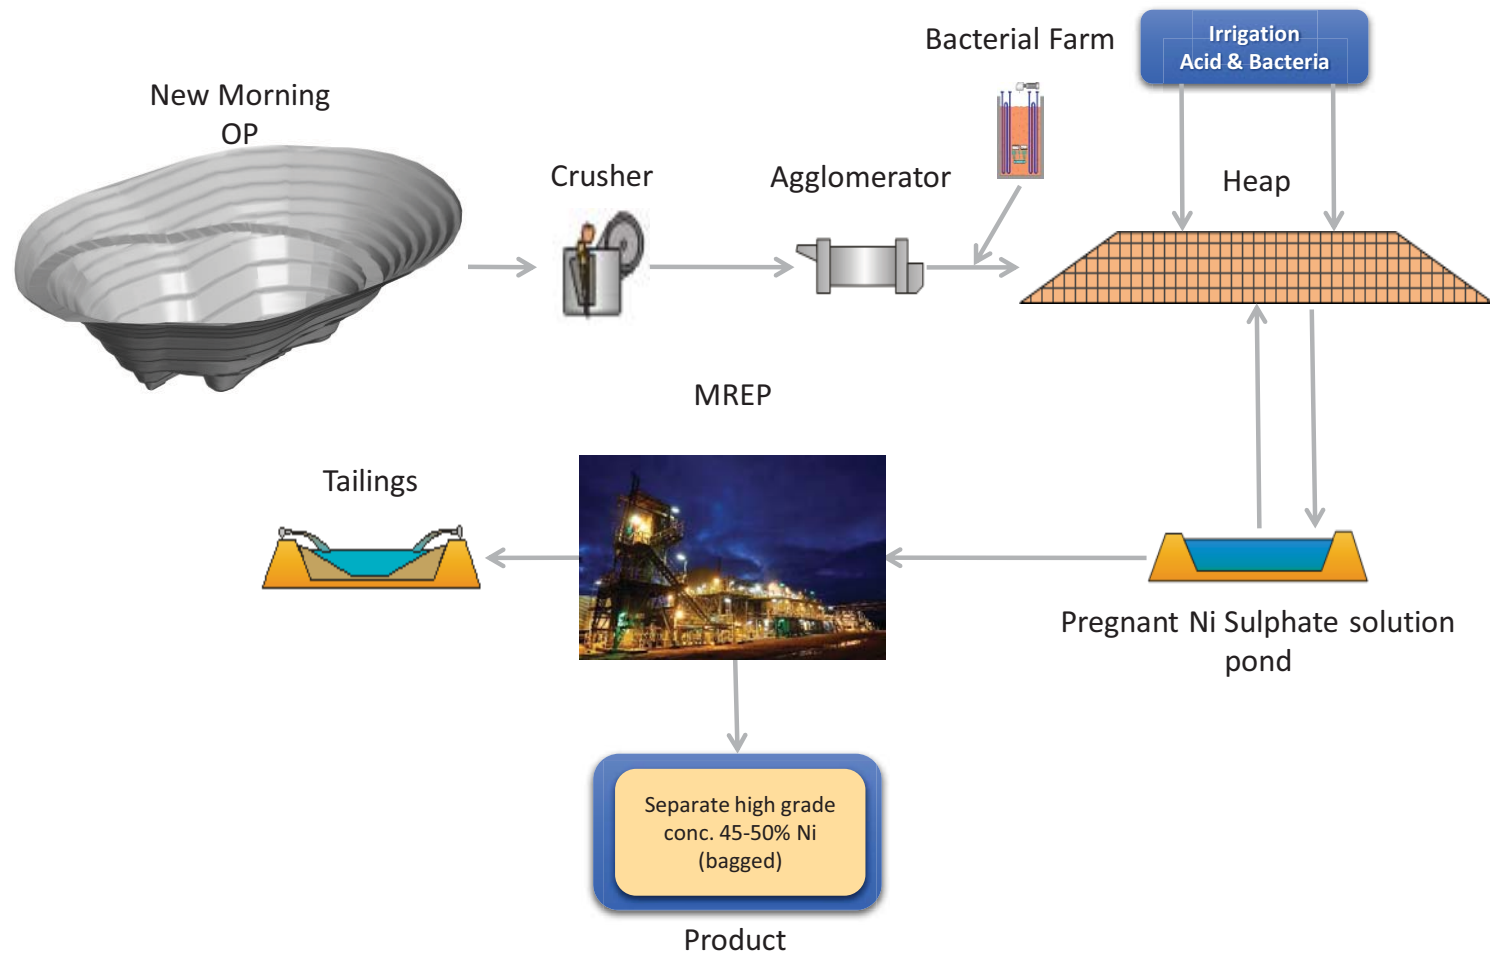 Bacterial Farm
Irrigation
Acid & Bacteria
New Morning
OP
Crusher
Agglomerator
Heap
MREP
Tailings
Pregnant Ni Sulphate solution
pond
Separate high grade
conc. 45-50% Ni
(bagged)
Product